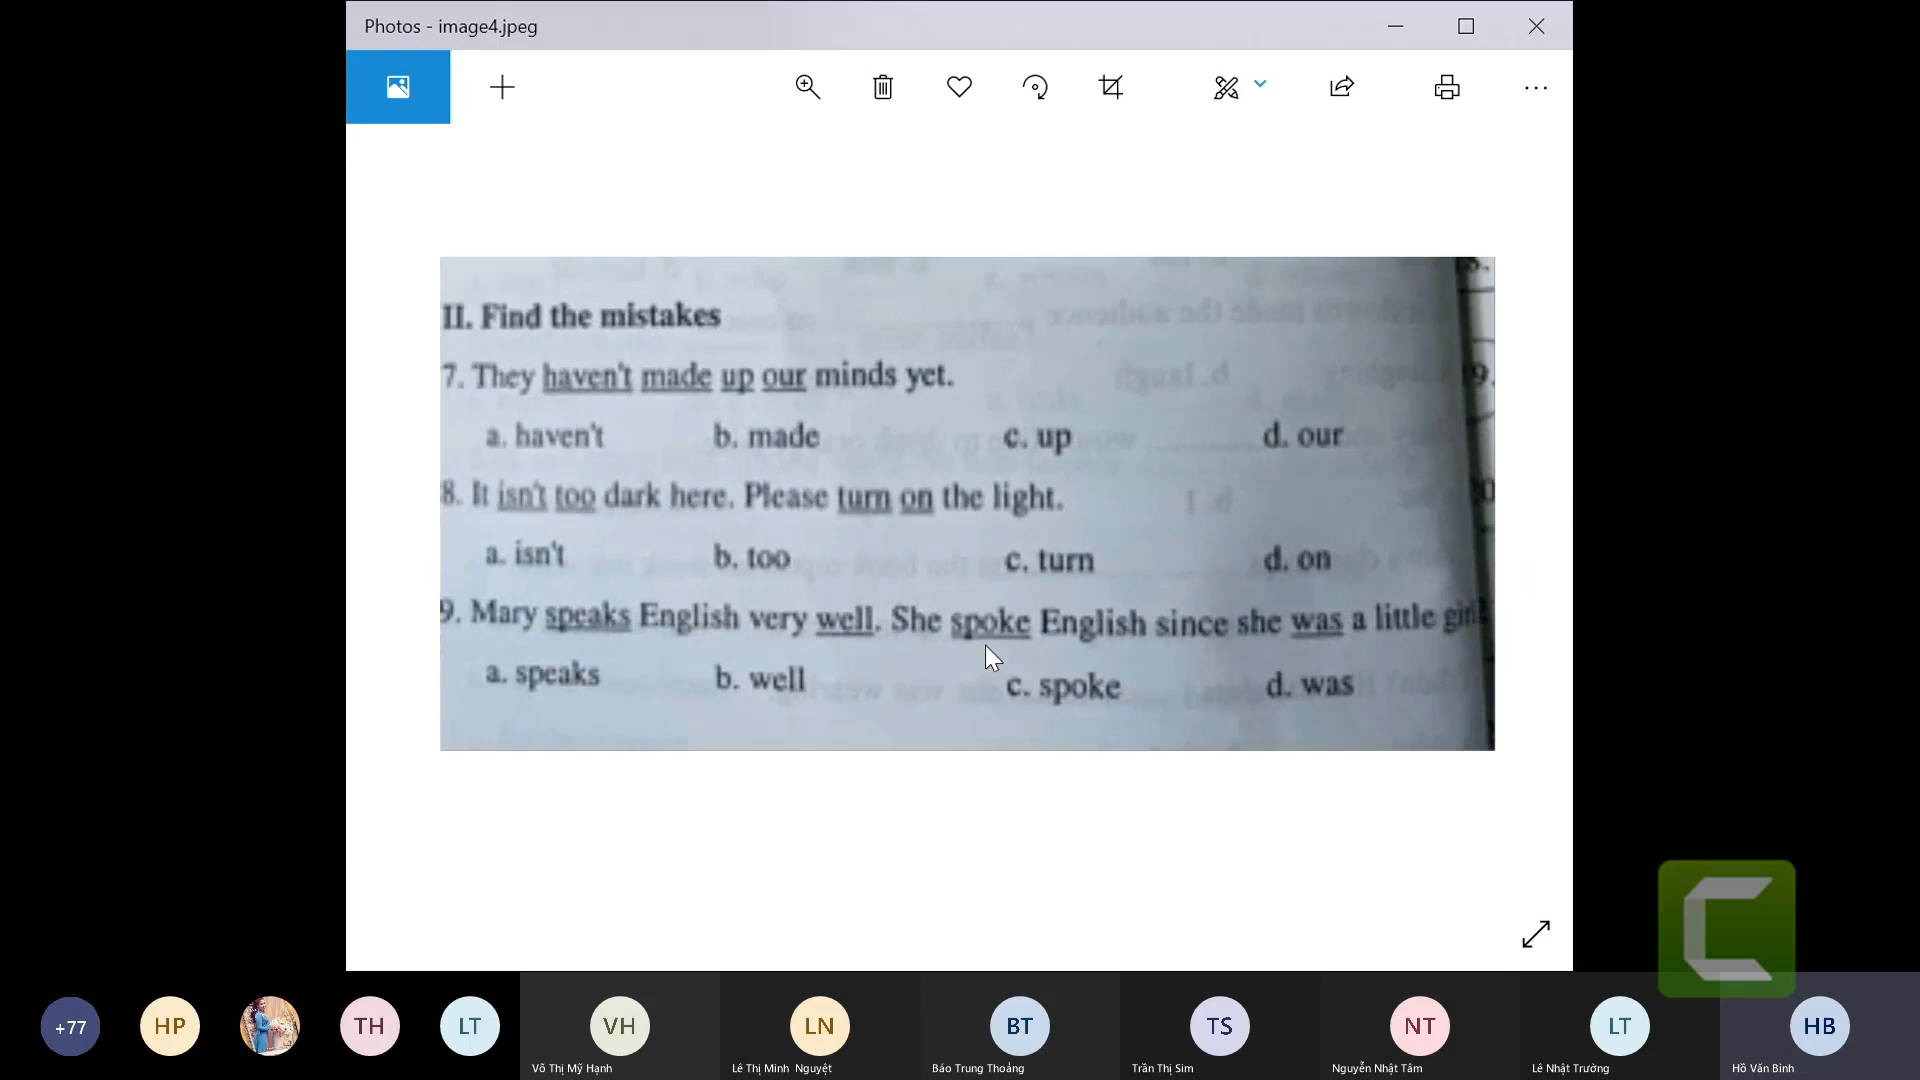 Photos - image4.jpeg
II. Find the mistakes
7. They haven't made up our minds yet.
a. haven't b. made c. up d. our
8. It isn't too dark here. Please turn on the light.
a. isn't b. too c. turn d. on
9. Mary speaks English very well. She spoke English since she was a little girl
a. speaks b. well c. spoke d. was
+77 HP TH LT VH LN BT TS NT LT HB
Võ Thị Mỹ Hạnh Lê Thị Minh Nguyệt Báo Trung Thoảng Trần Thị Sim Nguyễn Nhật Tâm Lê Nhật Trường Hồ Văn Bình